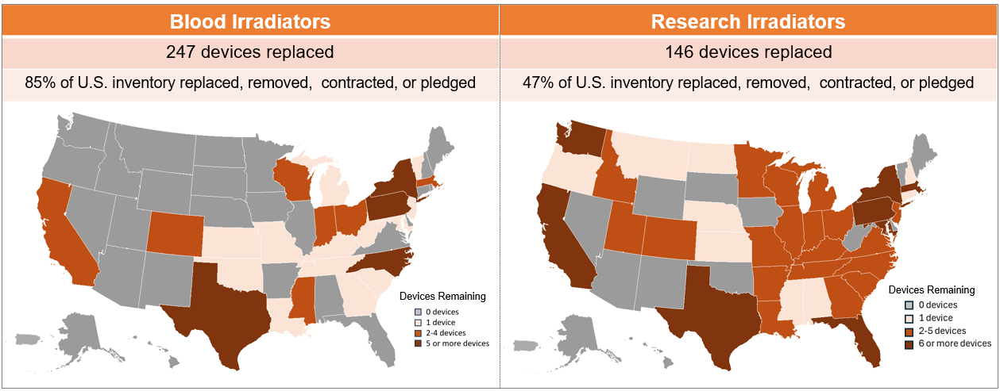 Blood Irradiators
247 devices replaced
85% of U.S. inventory replaced, removed, contracted, or pledged
Devices Remaining
0 devices
1 device
2-4 devices
5 or more devices
Research Irradiators
146 devices replaced
47% of U.S. inventory replaced, removed, contracted, or pledged
Devices Remaining
0 devices
1 device
2-5 devices
6 or more devices